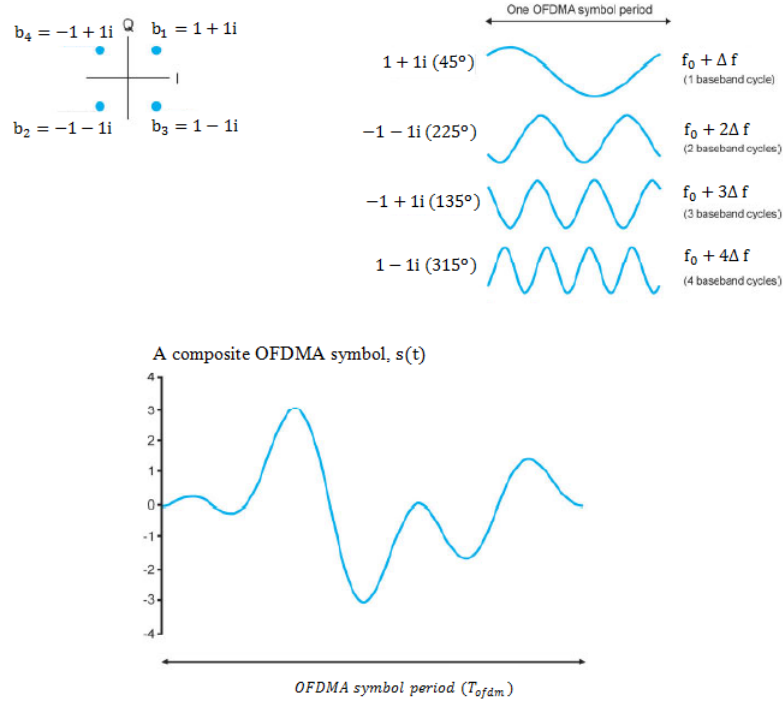 b₄ = −1 + 1i Q b₁ = 1 + 1i
I
b₂ = −1 − 1i b₃ = 1 − 1i
One OFDMA symbol period
1 + 1i (45°) f₀ + Δ f
(1 baseband cycle)
−1 − 1i (225°) f₀ + 2Δ f
(2 baseband cycles)
−1 + 1i (135°) f₀ + 3Δ f
(3 baseband cycles)
1 − 1i (315°) f₀ + 4Δ f
(4 baseband cycles)
A composite OFDMA symbol, s(t)
4
3
2
1
0
-1
-2
-3
-4
OFDMA symbol period (T_ofdm)